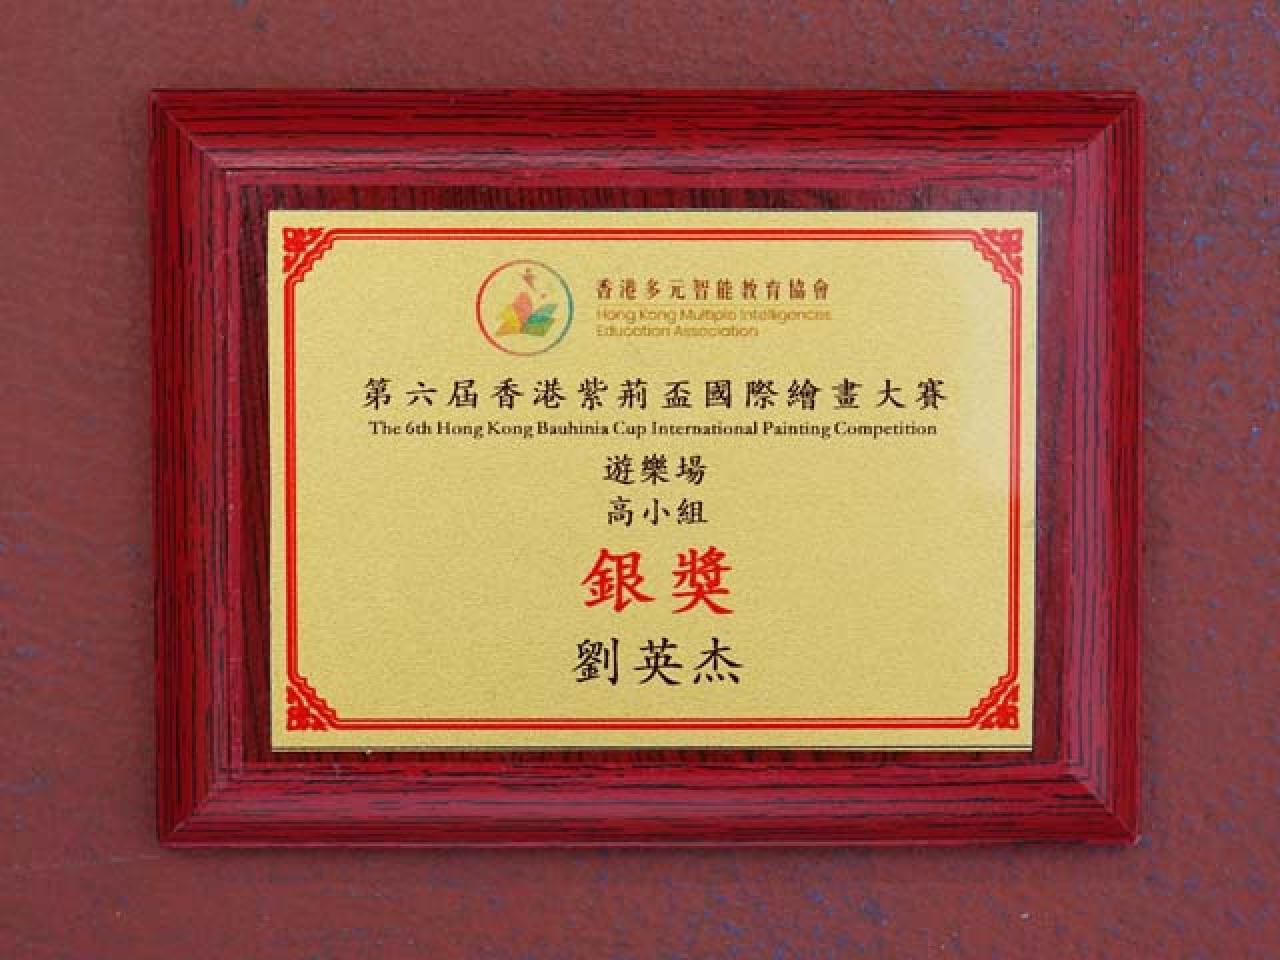 香港多元智能教育協會
Hong Kong Multiple Intelligences
Education Association
第六屆香港紫荊盃國際繪畫大賽
The 6th Hong Kong Bauhinia Cup International Painting Competition
遊樂場
高小組
銀獎
劉英杰